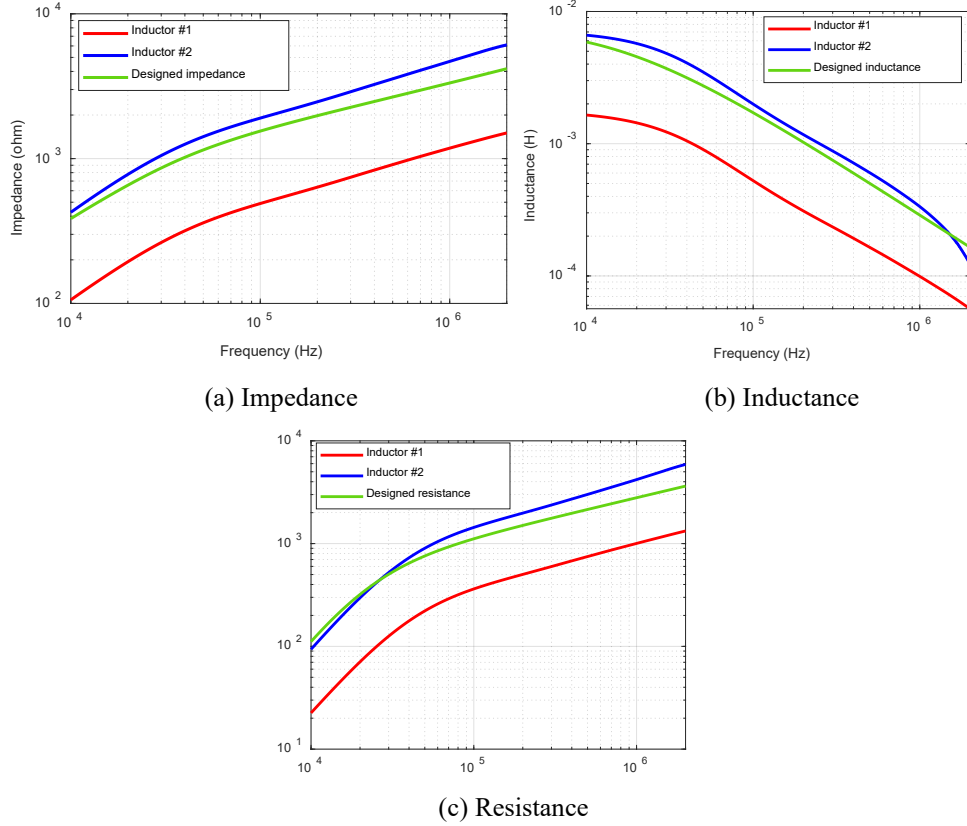 Inductor #1
Inductor #2
Designed impedance
Impedance (ohm)
10 4
10 3
10 2
10 4
10 5
10 6
Frequency (Hz)
(a) Impedance
Inductor #1
Inductor #2
Designed inductance
Inductance (H)
10 -2
10 -3
10 -4
10 4
10 5
10 6
Frequency (Hz)
(b) Inductance
Inductor #1
Inductor #2
Designed resistance
10 4
10 3
10 2
10 1
10 4
10 5
10 6
(c) Resistance